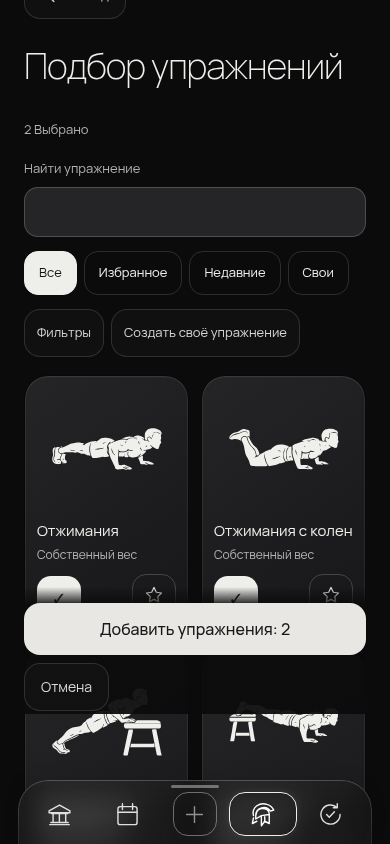 Подбор упражнений
2 Выбрано
Найти упражнение
Все
Избранное
Недавние
Свои
Фильтры
Создать своё упражнение
Отжимания
Отжимания с колен
Собственный вес
Собственный вес
Добавить упражнения: 2
Отмена